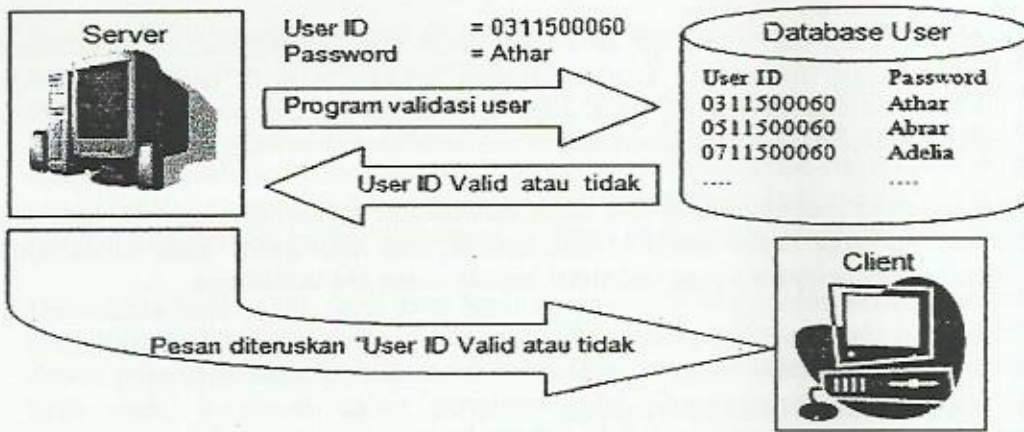 Server
User ID = 0311500060
Password = Athar
Program validasi user
User ID Valid atau tidak
Database User
User ID Password
0311500060 Athar
0511500060 Abrar
0711500060 Adelia
.... ....
Client
Pesan diteruskan "User ID Valid atau tidak